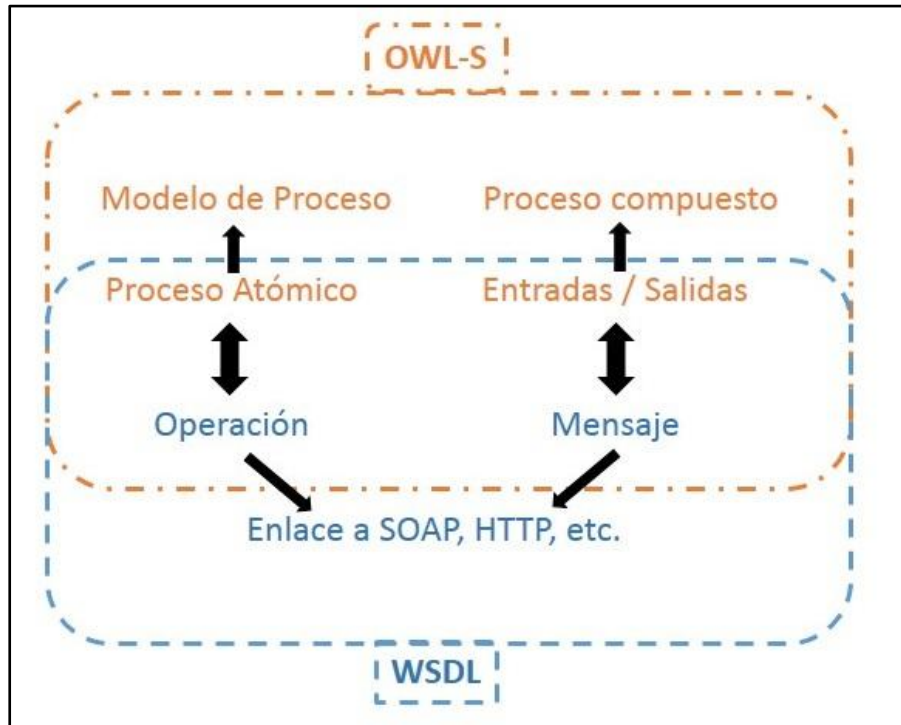 OWL-S
Modelo de Proceso
Proceso compuesto
Proceso Atómico
Entradas / Salidas
Operación
Mensaje
Enlace a SOAP, HTTP, etc.
WSDL